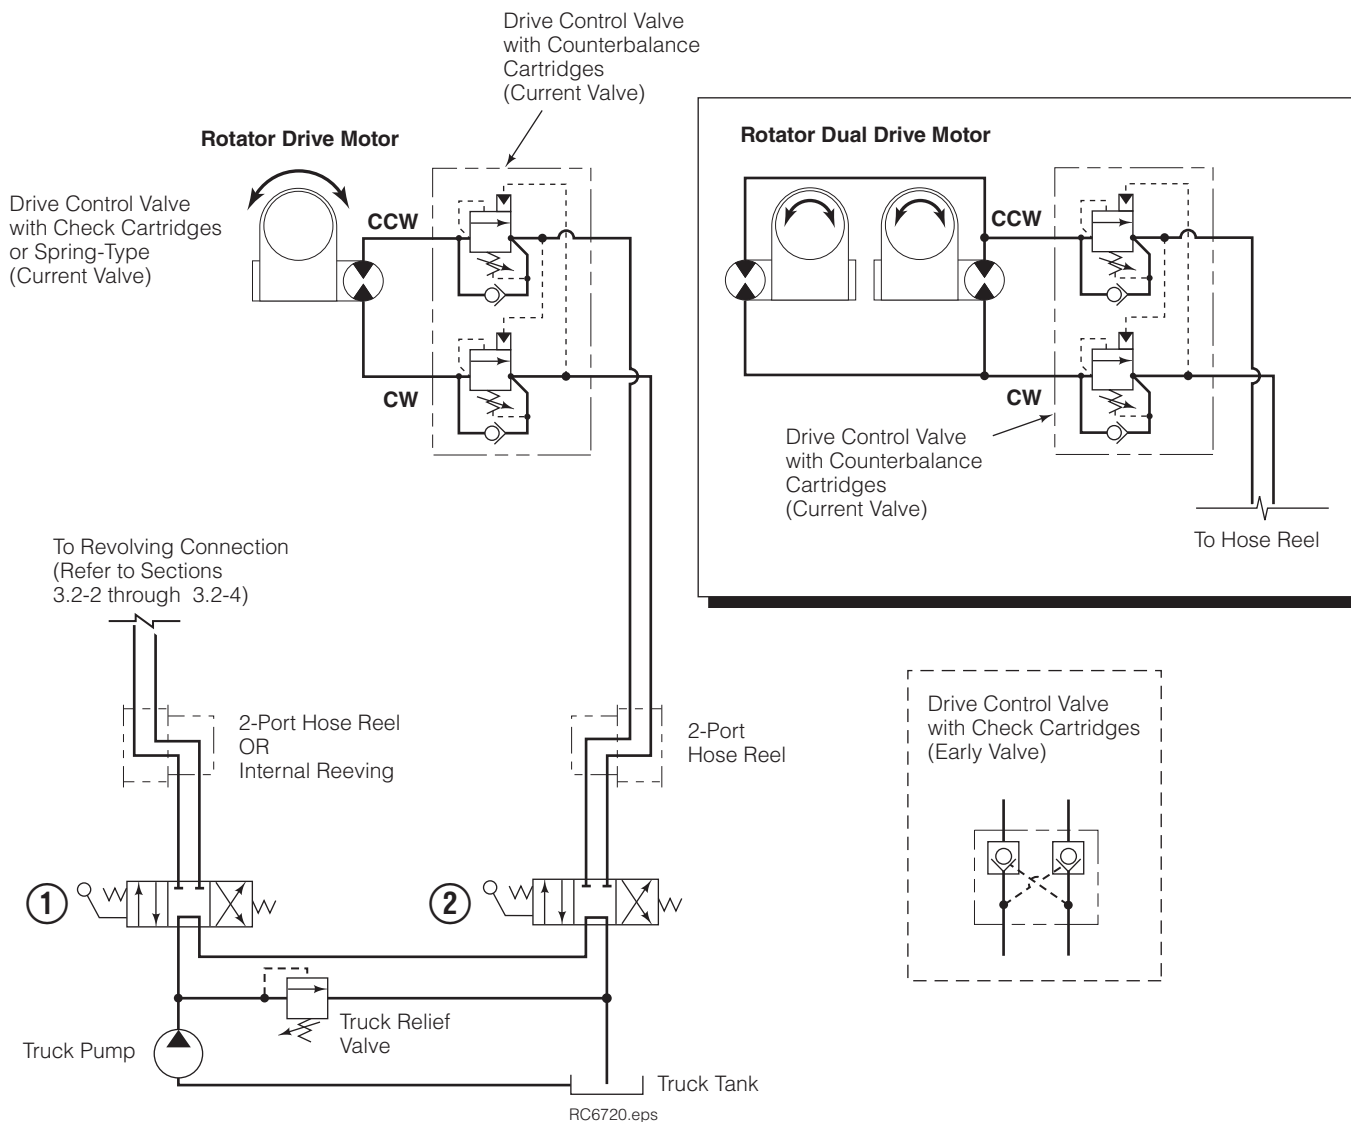 Drive Control Valve
with Counterbalance
Cartridges
(Current Valve)
Rotator Drive Motor
Drive Control Valve
with Check Cartridges
or Spring-Type
(Current Valve)
CCW
CW
Rotator Dual Drive Motor
CCW
CW
Drive Control Valve
with Counterbalance
Cartridges
(Current Valve)
To Hose Reel
To Revolving Connection
(Refer to Sections
3.2-2 through 3.2-4)
2-Port Hose Reel
OR
Internal Reeving
2-Port
Hose Reel
Drive Control Valve
with Check Cartridges
(Early Valve)
1
2
Truck Relief
Valve
Truck Pump
Truck Tank
RC6720.eps